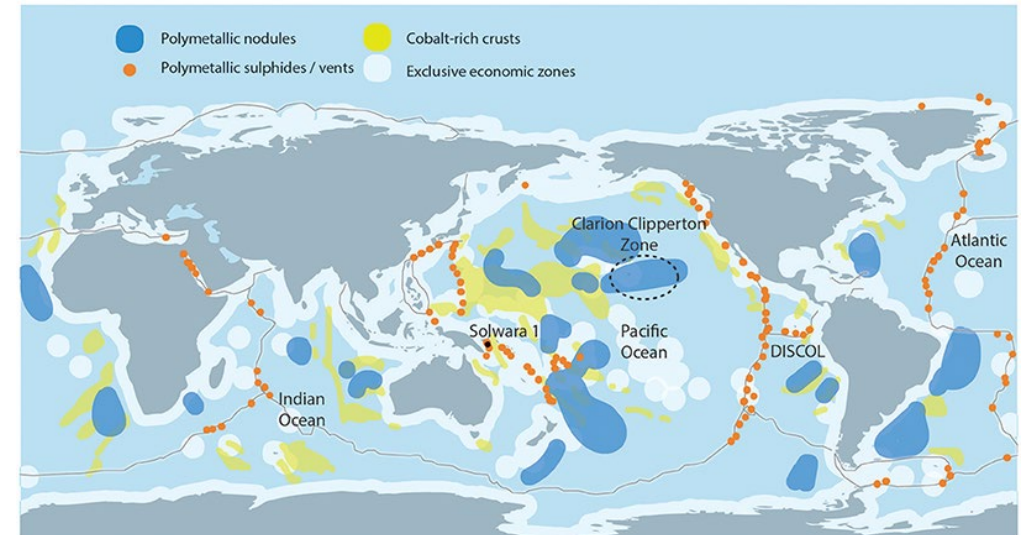 Polymetallic nodules
Cobalt-rich crusts
Polymetallic sulphides / vents
Exclusive economic zones
Clarion Clipperton
Zone
Atlantic
Ocean
Solwara 1
Pacific
Ocean
DISCOL
Indian
Ocean